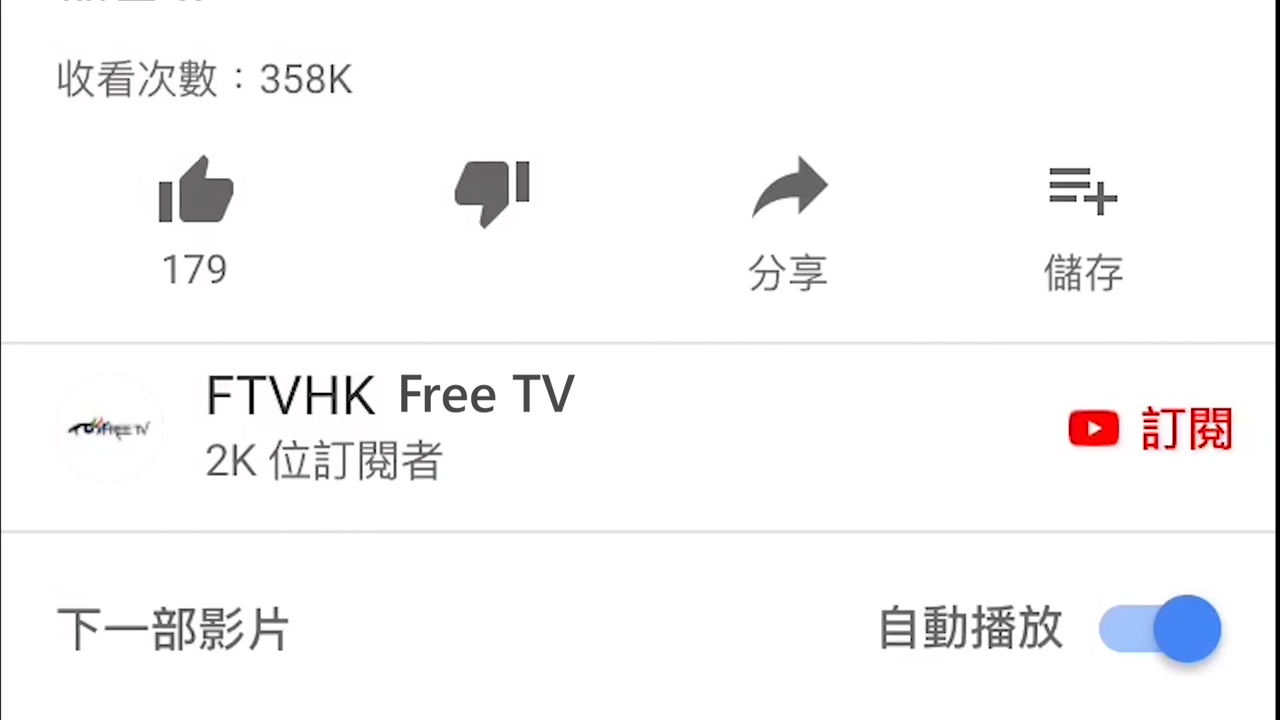 收看次數：358K
179
分享
儲存
FTVHK Free TV
2K 位訂閱者
訂閱
下一部影片
自動播放